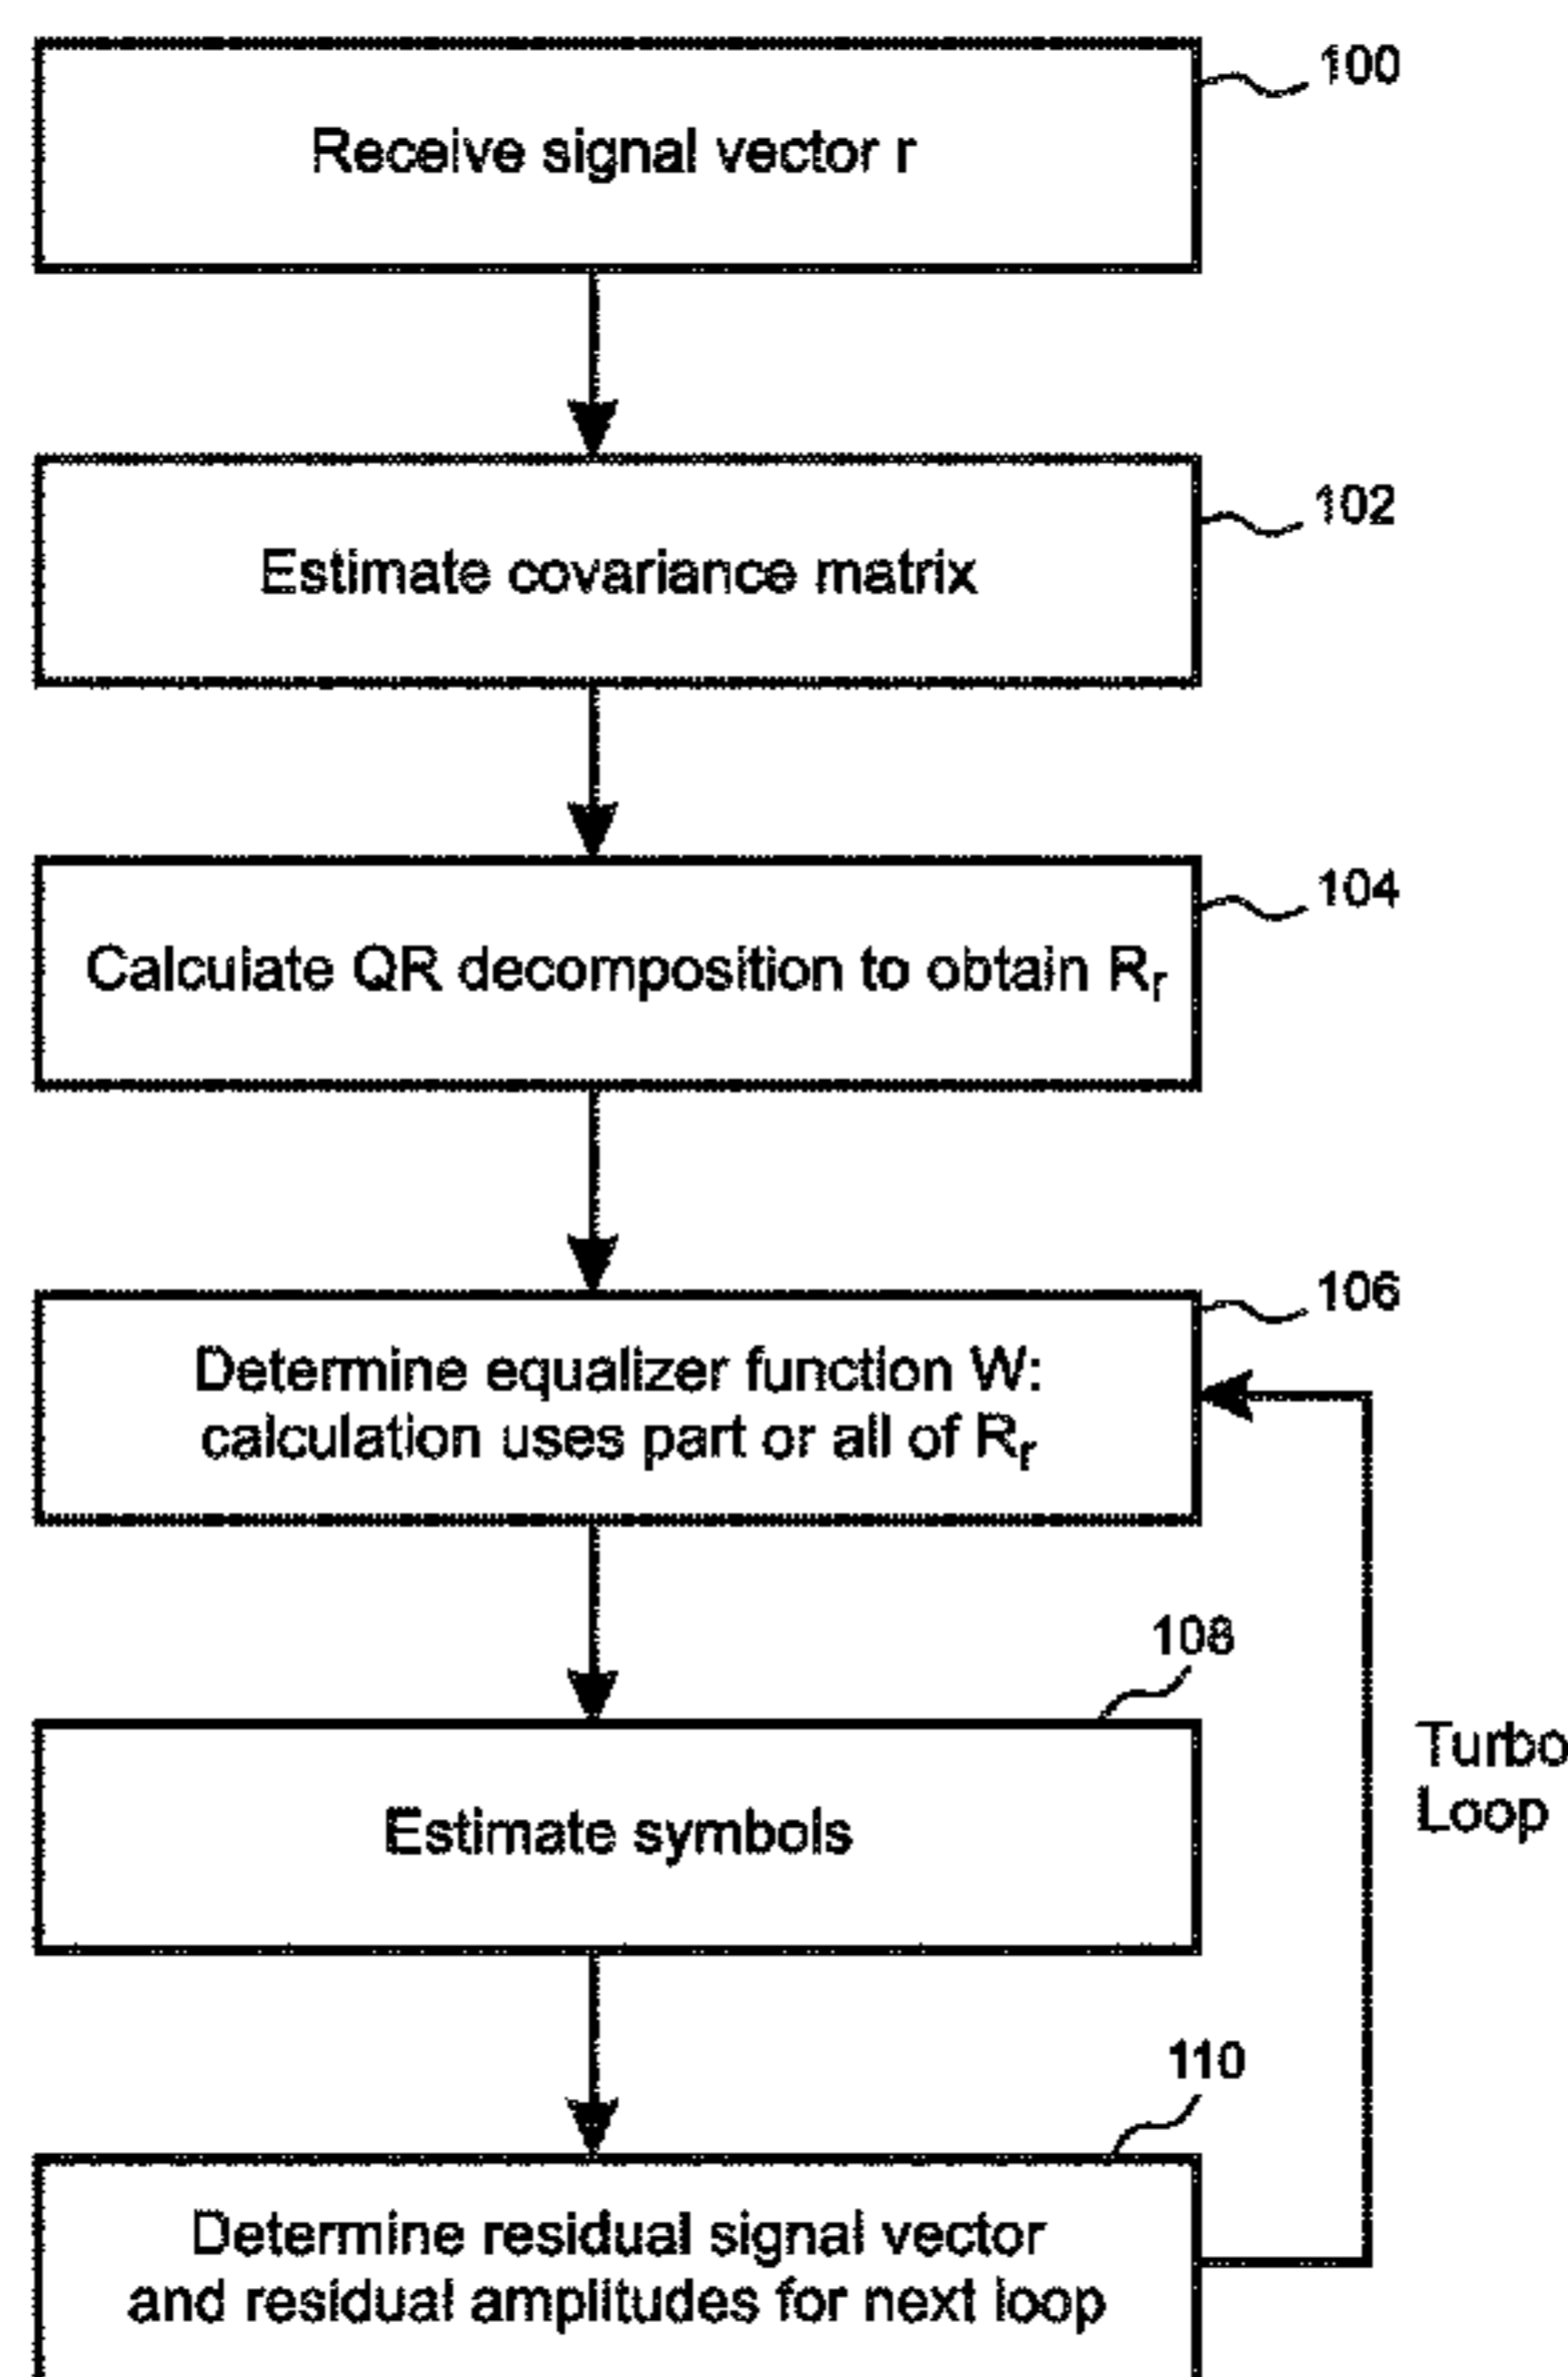 100
Receive signal vector r
102
Estimate covariance matrix
104
Calculate QR decomposition to obtain Rr
106
Determine equalizer function W:
calculation uses part or all of Rr
108
Turbo
Loop
Estimate symbols
110
Determine residual signal vector
and residual amplitudes for next loop